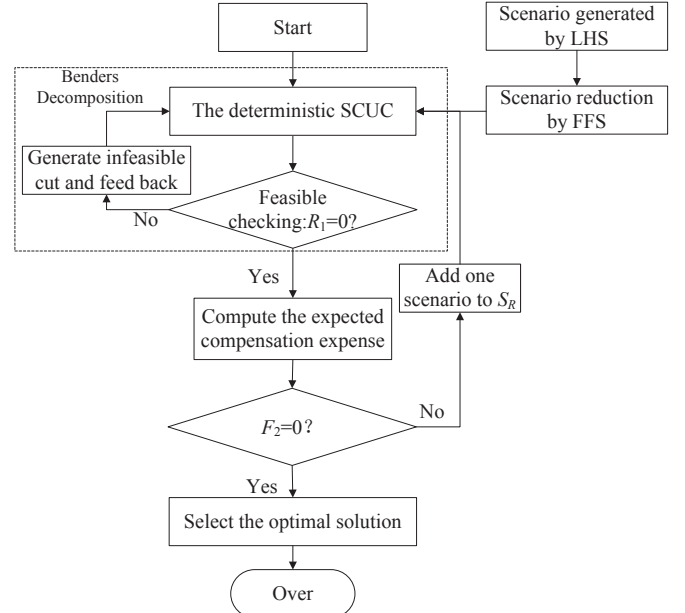 Start
Scenario generated
by LHS
Benders
Decomposition
The deterministic SCUC
Scenario reduction
by FFS
Generate infeasible
cut and feed back
Feasible
checking:R₁=0?
No
Yes
Add one
scenario to S_R
Compute the expected
compensation expense
F₂=0?
No
Yes
Select the optimal solution
Over